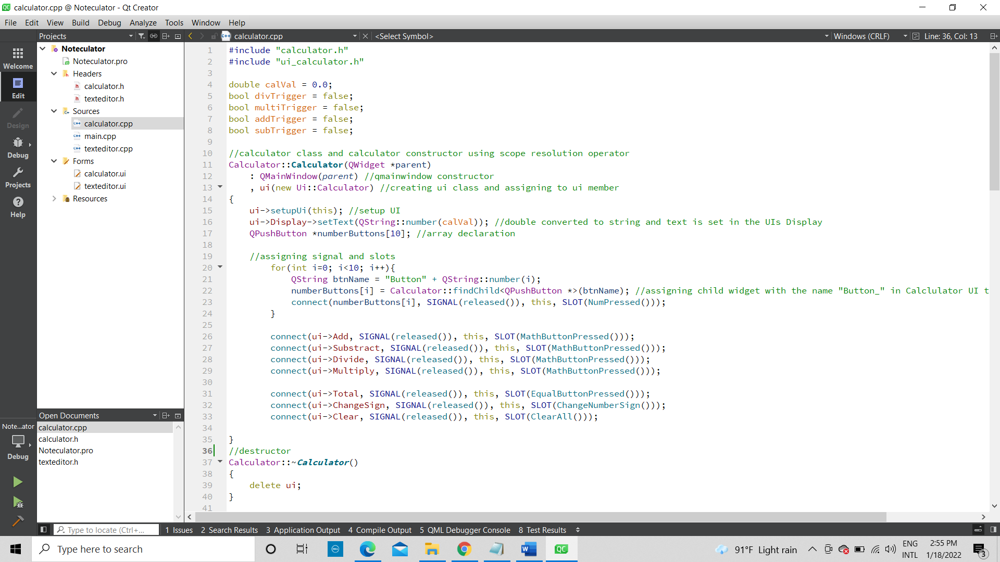 calculator.cpp @ Noteculator - Qt Creator
File Edit View Build Debug Analyze Tools Window Help
Projects
calculator.cpp
<Select Symbol>
Windows (CRLF)
Line: 36, Col: 13
Welcome
Edit
Design
Debug
Projects
Help
Noteculator
Noteculator.pro
Headers
calculator.h
texteditor.h
Sources
calculator.cpp
main.cpp
texteditor.cpp
Forms
calculator.ui
texteditor.ui
Resources
1 #include "calculator.h"
2 #include "ui_calculator.h"
3
4 double calVal = 0.0;
5 bool divTrigger = false;
6 bool multiTrigger = false;
7 bool addTrigger = false;
8 bool subTrigger = false;
9
10 //calculator class and calculator constructor using scope resolution operator
11 Calculator::Calculator(QWidget *parent)
12 : QMainWindow(parent) //qmainwindow constructor
13 , ui(new Ui::Calculator) //creating ui class and assigning to ui member
14 {
15 ui->setupUi(this); //setup UI
16 ui->Display->setText(QString::number(calVal)); //double converted to string and text is set in the UIs Display
17 QPushButton *numberButtons[10]; //array declaration
18
19 //assigning signal and slots
20 for(int i=0; i<10; i++){
21 QString btnName = "Button" + QString::number(i);
22 numberButtons[i] = Calculator::findChild<QPushButton *>(btnName); //assigning child widget with the name "Button_" in Calclulator UI t
23 connect(numberButtons[i], SIGNAL(released()), this, SLOT(NumPressed()));
24 }
25
26 connect(ui->Add, SIGNAL(released()), this, SLOT(MathButtonPressed()));
27 connect(ui->Substract, SIGNAL(released()), this, SLOT(MathButtonPressed()));
28 connect(ui->Divide, SIGNAL(released()), this, SLOT(MathButtonPressed()));
29 connect(ui->Multiply, SIGNAL(released()), this, SLOT(MathButtonPressed()));
30
31 connect(ui->Total, SIGNAL(released()), this, SLOT(EqualButtonPressed()));
32 connect(ui->ChangeSign, SIGNAL(released()), this, SLOT(ChangeNumberSign()));
33 connect(ui->Clear, SIGNAL(released()), this, SLOT(ClearAll()));
34
35 }
36 //destructor
37 Calculator::~Calculator()
38 {
39 delete ui;
40 }
41
Open Documents
calculator.cpp
calculator.h
Noteculator.pro
texteditor.h
Note...ator
Debug
Type to locate (Ctrl+...
1 Issues 2 Search Results 3 Application Output 4 Compile Output 5 QML Debugger Console 8 Test Results
Type here to search
91°F Light rain
ENG
INTL
2:55 PM
1/18/2022
3